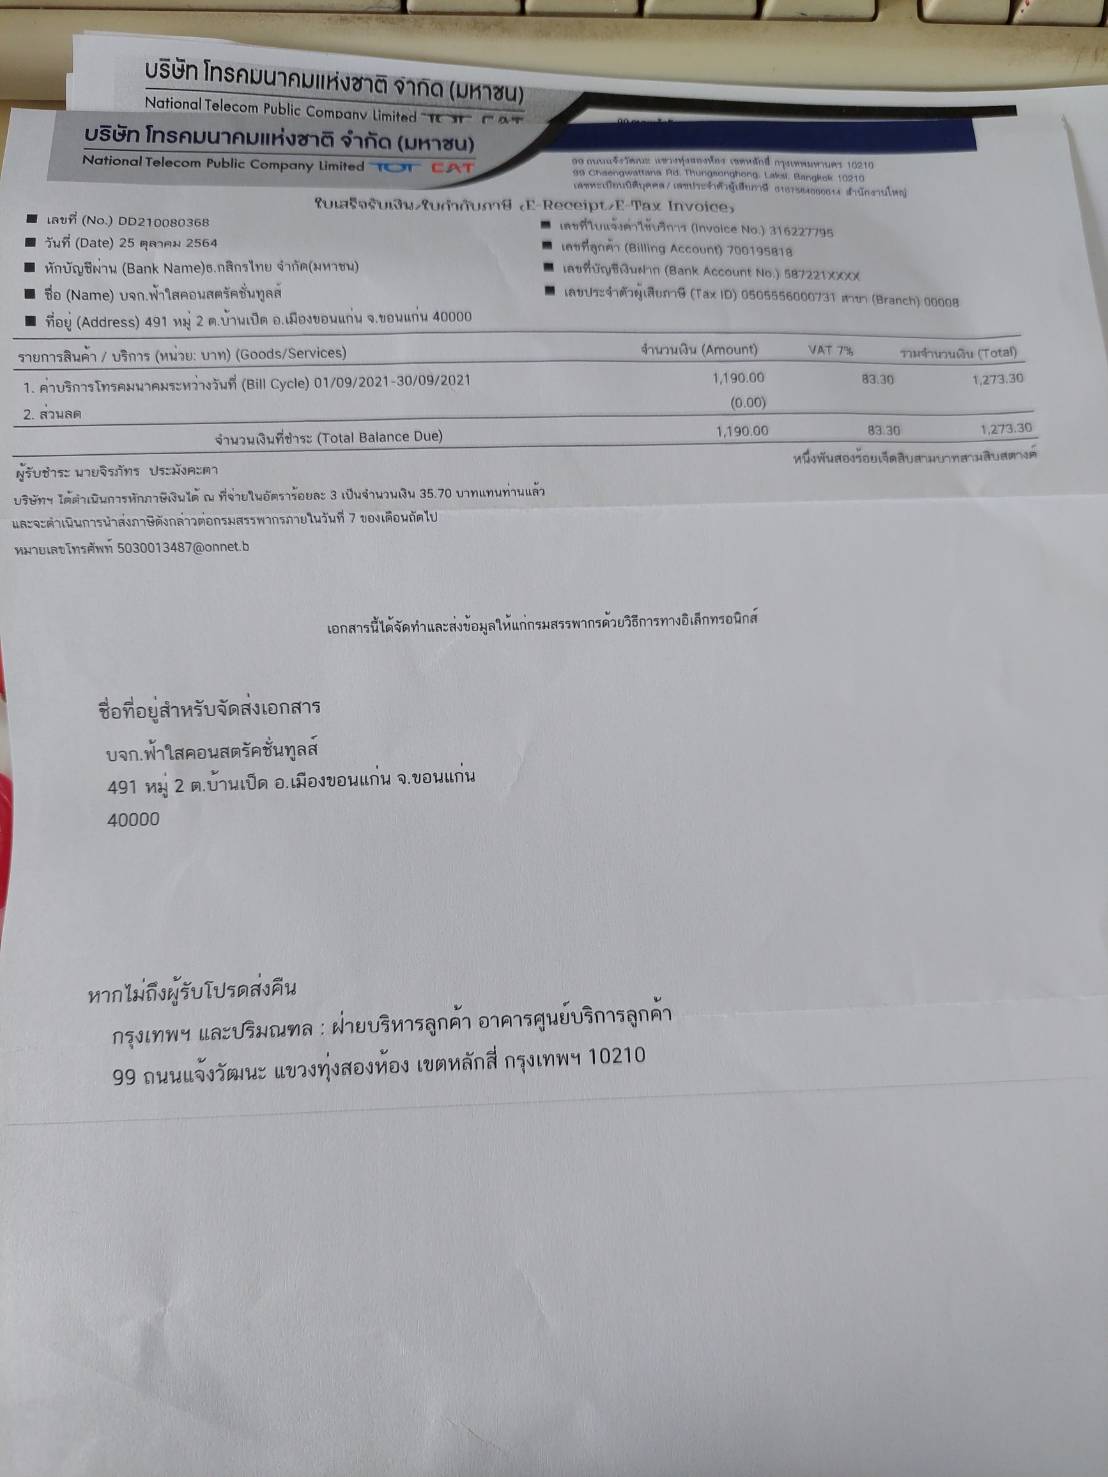 บริษัท โทรคมนาคมแห่งชาติ จำกัด (มหาชน)
National Telecom Public Company Limited
บริษัท โทรคมนาคมแห่งชาติ จำกัด (มหาชน)
National Telecom Public Company Limited TOT CAT
99 ถนนแจ้งวัฒนะ แขวงทุ่งสองห้อง เขตหลักสี่ กรุงเทพมหานคร 10210
99 Chaengwattana Rd. Thungsonghong, Laksi, Bangkok 10210
เลขทะเบียนนิติบุคคล / เลขประจำตัวผู้เสียภาษี 0107564000014 สำนักงานใหญ่
ใบเสร็จรับเงิน/ใบกำกับภาษี (E-Receipt/E-Tax Invoice)
เลขที่ (No.) DD210080368
เลขที่ใบแจ้งค่าใช้บริการ (Invoice No.) 316227795
วันที่ (Date) 25 ตุลาคม 2564
เลขที่ลูกค้า (Billing Account) 700195818
หักบัญชีผ่าน (Bank Name)ธ.กสิกรไทย จำกัด(มหาชน)
เลขที่บัญชีเงินฝาก (Bank Account No.) 587221XXXX
ชื่อ (Name) บจก.ฟ้าใสคอนสตรัคชั่นทูลส์
เลขประจำตัวผู้เสียภาษี (Tax ID) 0505556000731 สาขา (Branch) 00008
ที่อยู่ (Address) 491 หมู่ 2 ต.บ้านเป็ด อ.เมืองขอนแก่น จ.ขอนแก่น 40000
รายการสินค้า / บริการ (หน่วย: บาท) (Goods/Services) จำนวนเงิน (Amount) VAT 7% รวมจำนวนเงิน (Total)
1. ค่าบริการโทรคมนาคมระหว่างวันที่ (Bill Cycle) 01/09/2021-30/09/2021 1,190.00 83.30 1,273.30
2. ส่วนลด (0.00)
จำนวนเงินที่ชำระ (Total Balance Due) 1,190.00 83.30 1,273.30
หนึ่งพันสองร้อยเจ็ดสิบสามบาทสามสิบสตางค์
ผู้รับชำระ นายจิรภัทร ประมังคะตา
บริษัทฯ ได้ดำเนินการหักภาษีเงินได้ ณ ที่จ่ายในอัตราร้อยละ 3 เป็นจำนวนเงิน 35.70 บาทแทนท่านแล้ว
และจะดำเนินการนำส่งภาษีดังกล่าวต่อกรมสรรพากรภายในวันที่ 7 ของเดือนถัดไป
หมายเลขโทรศัพท์ 5030013487@onnet.b
เอกสารนี้ได้จัดทำและส่งข้อมูลให้แก่กรมสรรพากรด้วยวิธีการทางอิเล็กทรอนิกส์
ชื่อที่อยู่สำหรับจัดส่งเอกสาร
บจก.ฟ้าใสคอนสตรัคชั่นทูลส์
491 หมู่ 2 ต.บ้านเป็ด อ.เมืองขอนแก่น จ.ขอนแก่น
40000
หากไม่ถึงผู้รับโปรดส่งคืน
กรุงเทพฯ และปริมณฑล : ฝ่ายบริหารลูกค้า อาคารศูนย์บริการลูกค้า
99 ถนนแจ้งวัฒนะ แขวงทุ่งสองห้อง เขตหลักสี่ กรุงเทพฯ 10210